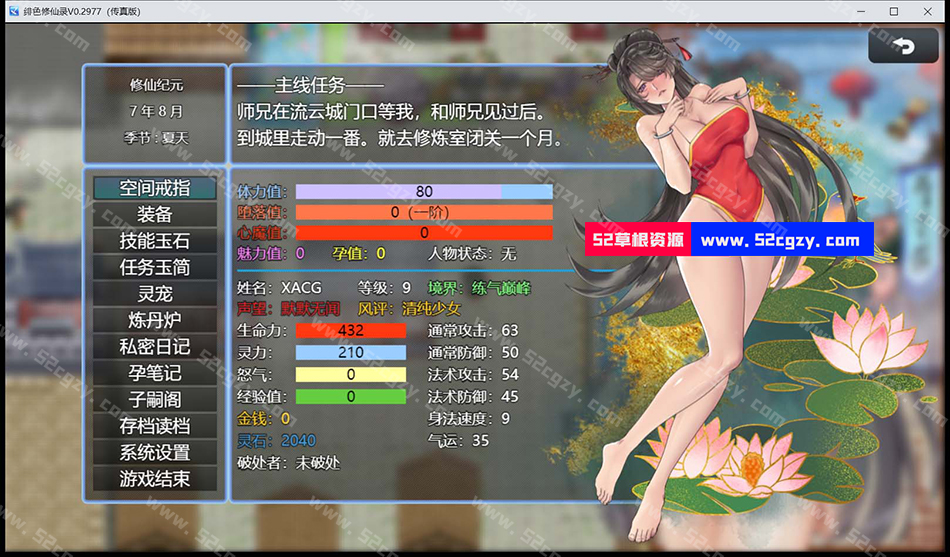 绯色修仙录V0.2977（传真版）
修仙纪元
7 年 8 月
季节：夏天
——主线任务——
师兄在流云城门口等我，和师兄见过后。
到城里走动一番。就去修炼室闭关一个月。
空间戒指
装备
技能玉石
任务玉简
灵宠
炼丹炉
私密日记
孕笔记
子嗣阁
存档读档
系统设置
游戏结束
体力值： 80
堕落值： 0（一阶）
心魔值： 0
魅力值：0 孕值：0 人物状态：无
姓名：XACG 等级：9 境界：练气巅峰
声望：默默无闻 风评：清纯少女
生命力： 432 通常攻击：63
灵力： 210 通常防御：50
怒气： 0 法术攻击：54
经验值： 0 法术防御：45
金钱：0 身法速度：9
灵石：2040 气运：35
破处者：未破处
52草根资源 www.52cgzy.com
www.52cgzy.com